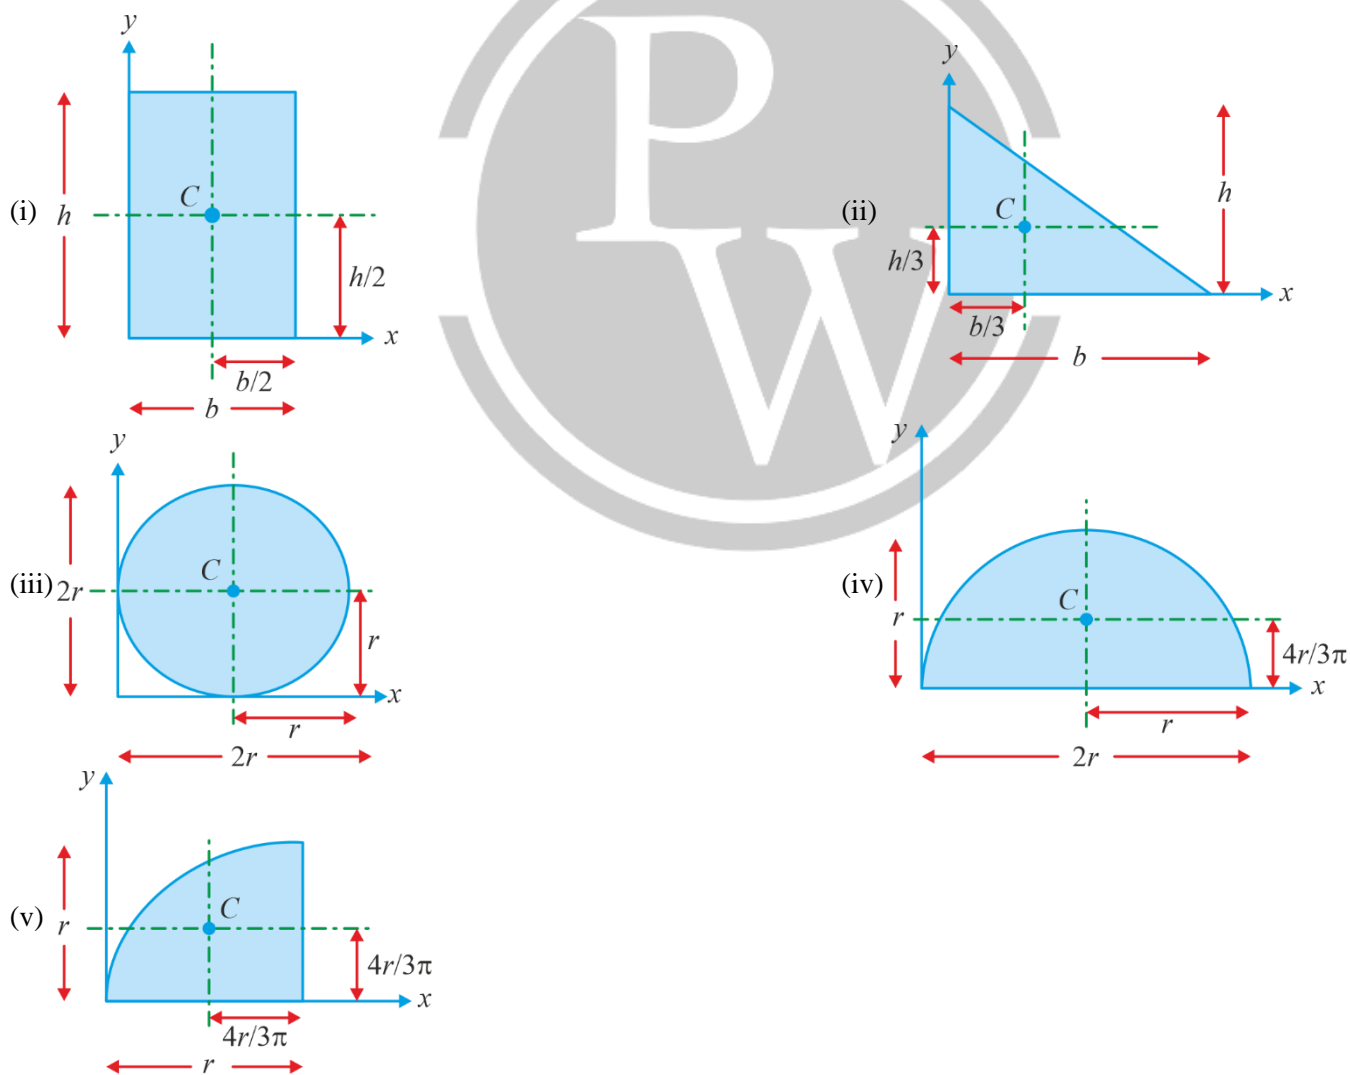 (i)
y
h
C
h/2
x
b/2
b
(ii)
y
C
h
h/3
x
b/3
b
(iii)
y
2r
C
r
x
r
2r
(iv)
y
r
C
4r/3π
x
r
2r
(v)
y
r
C
4r/3π
x
4r/3π
r
P
W